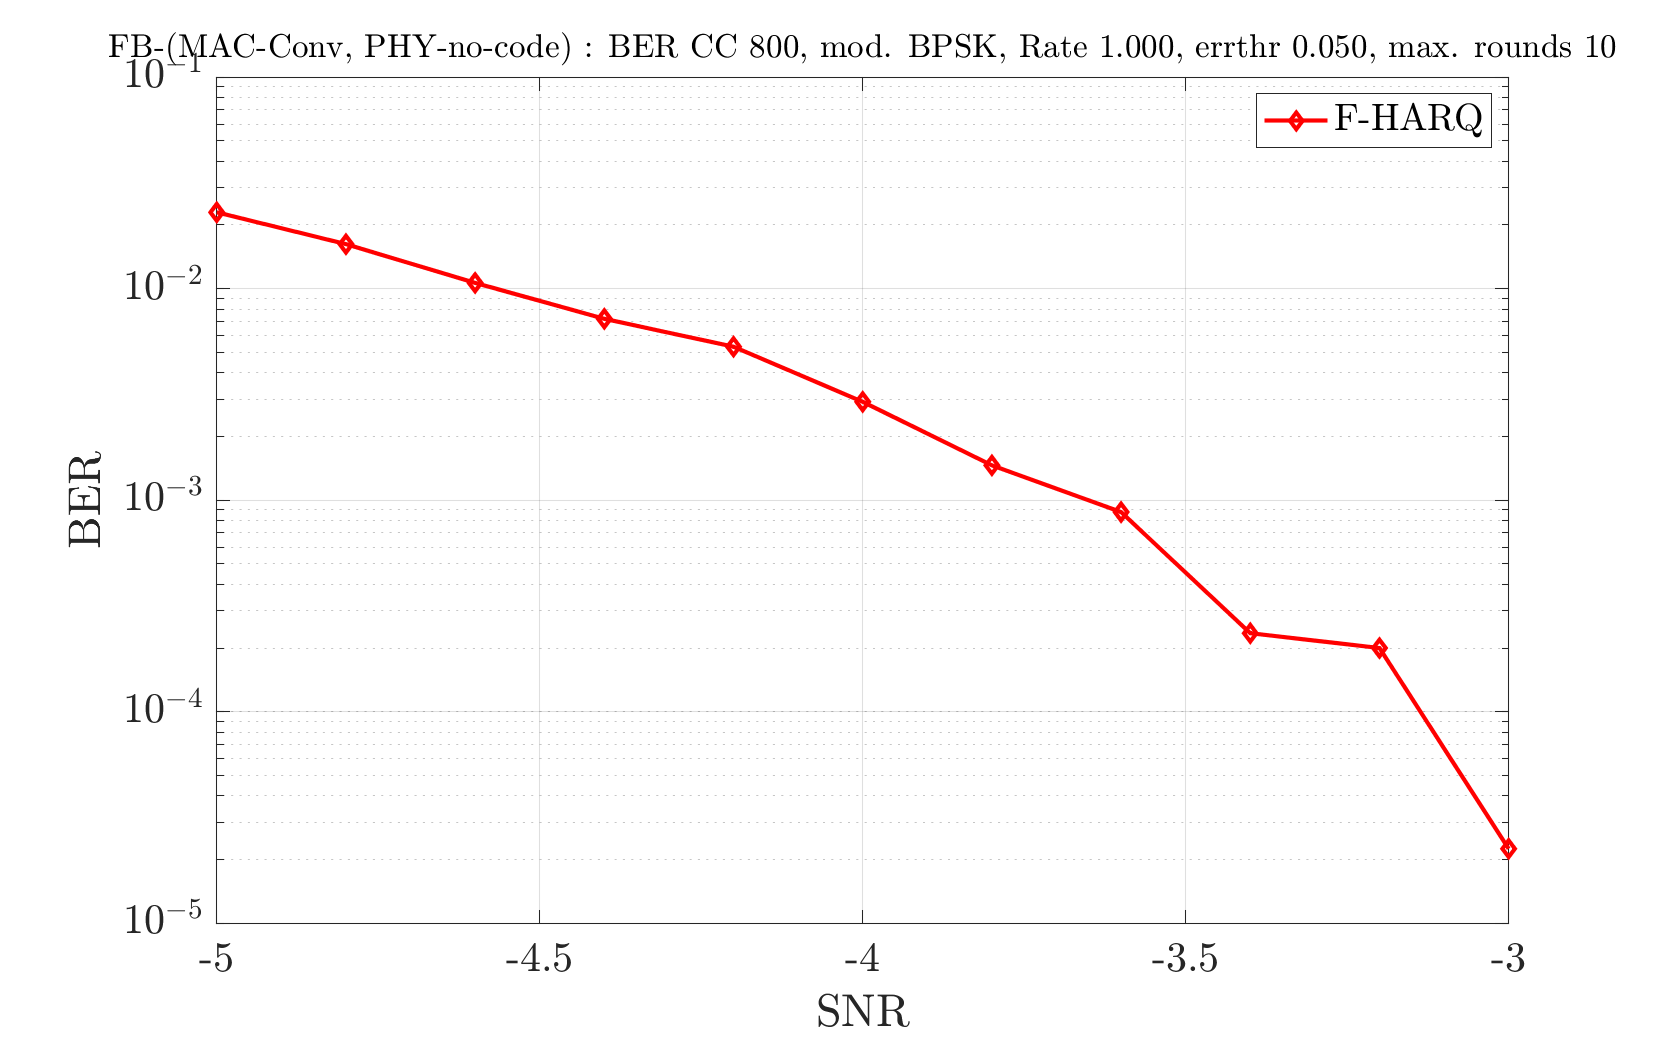 FB-(MAC-Conv, PHY-no-code) : BER CC 800, mod. BPSK, Rate 1.000, errthr 0.050, max. rounds 10
F-HARQ
10^{-1}
10^{-2}
10^{-3}
10^{-4}
10^{-5}
BER
-5 -4.5 -4 -3.5 -3
SNR